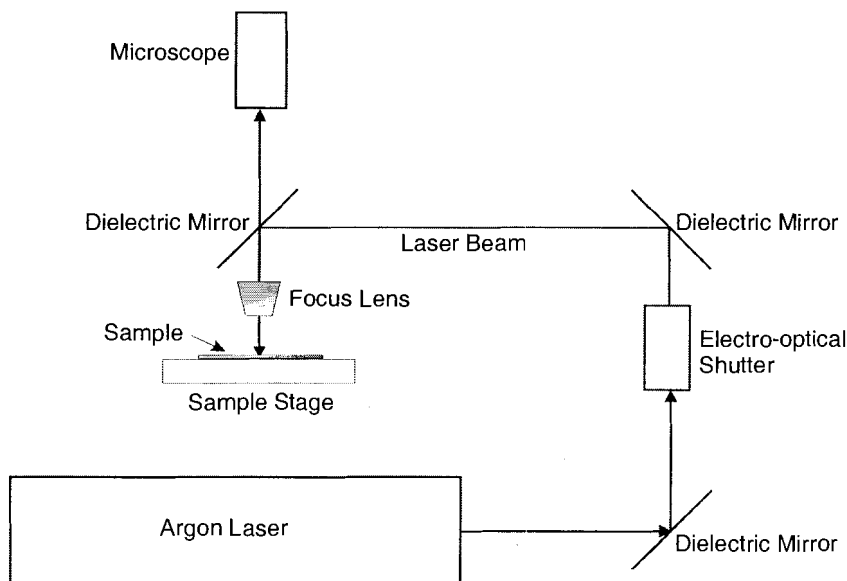 Microscope
Dielectric Mirror
Dielectric Mirror
Laser Beam
Focus Lens
Sample
Electro-optical
Shutter
Sample Stage
Argon Laser
Dielectric Mirror